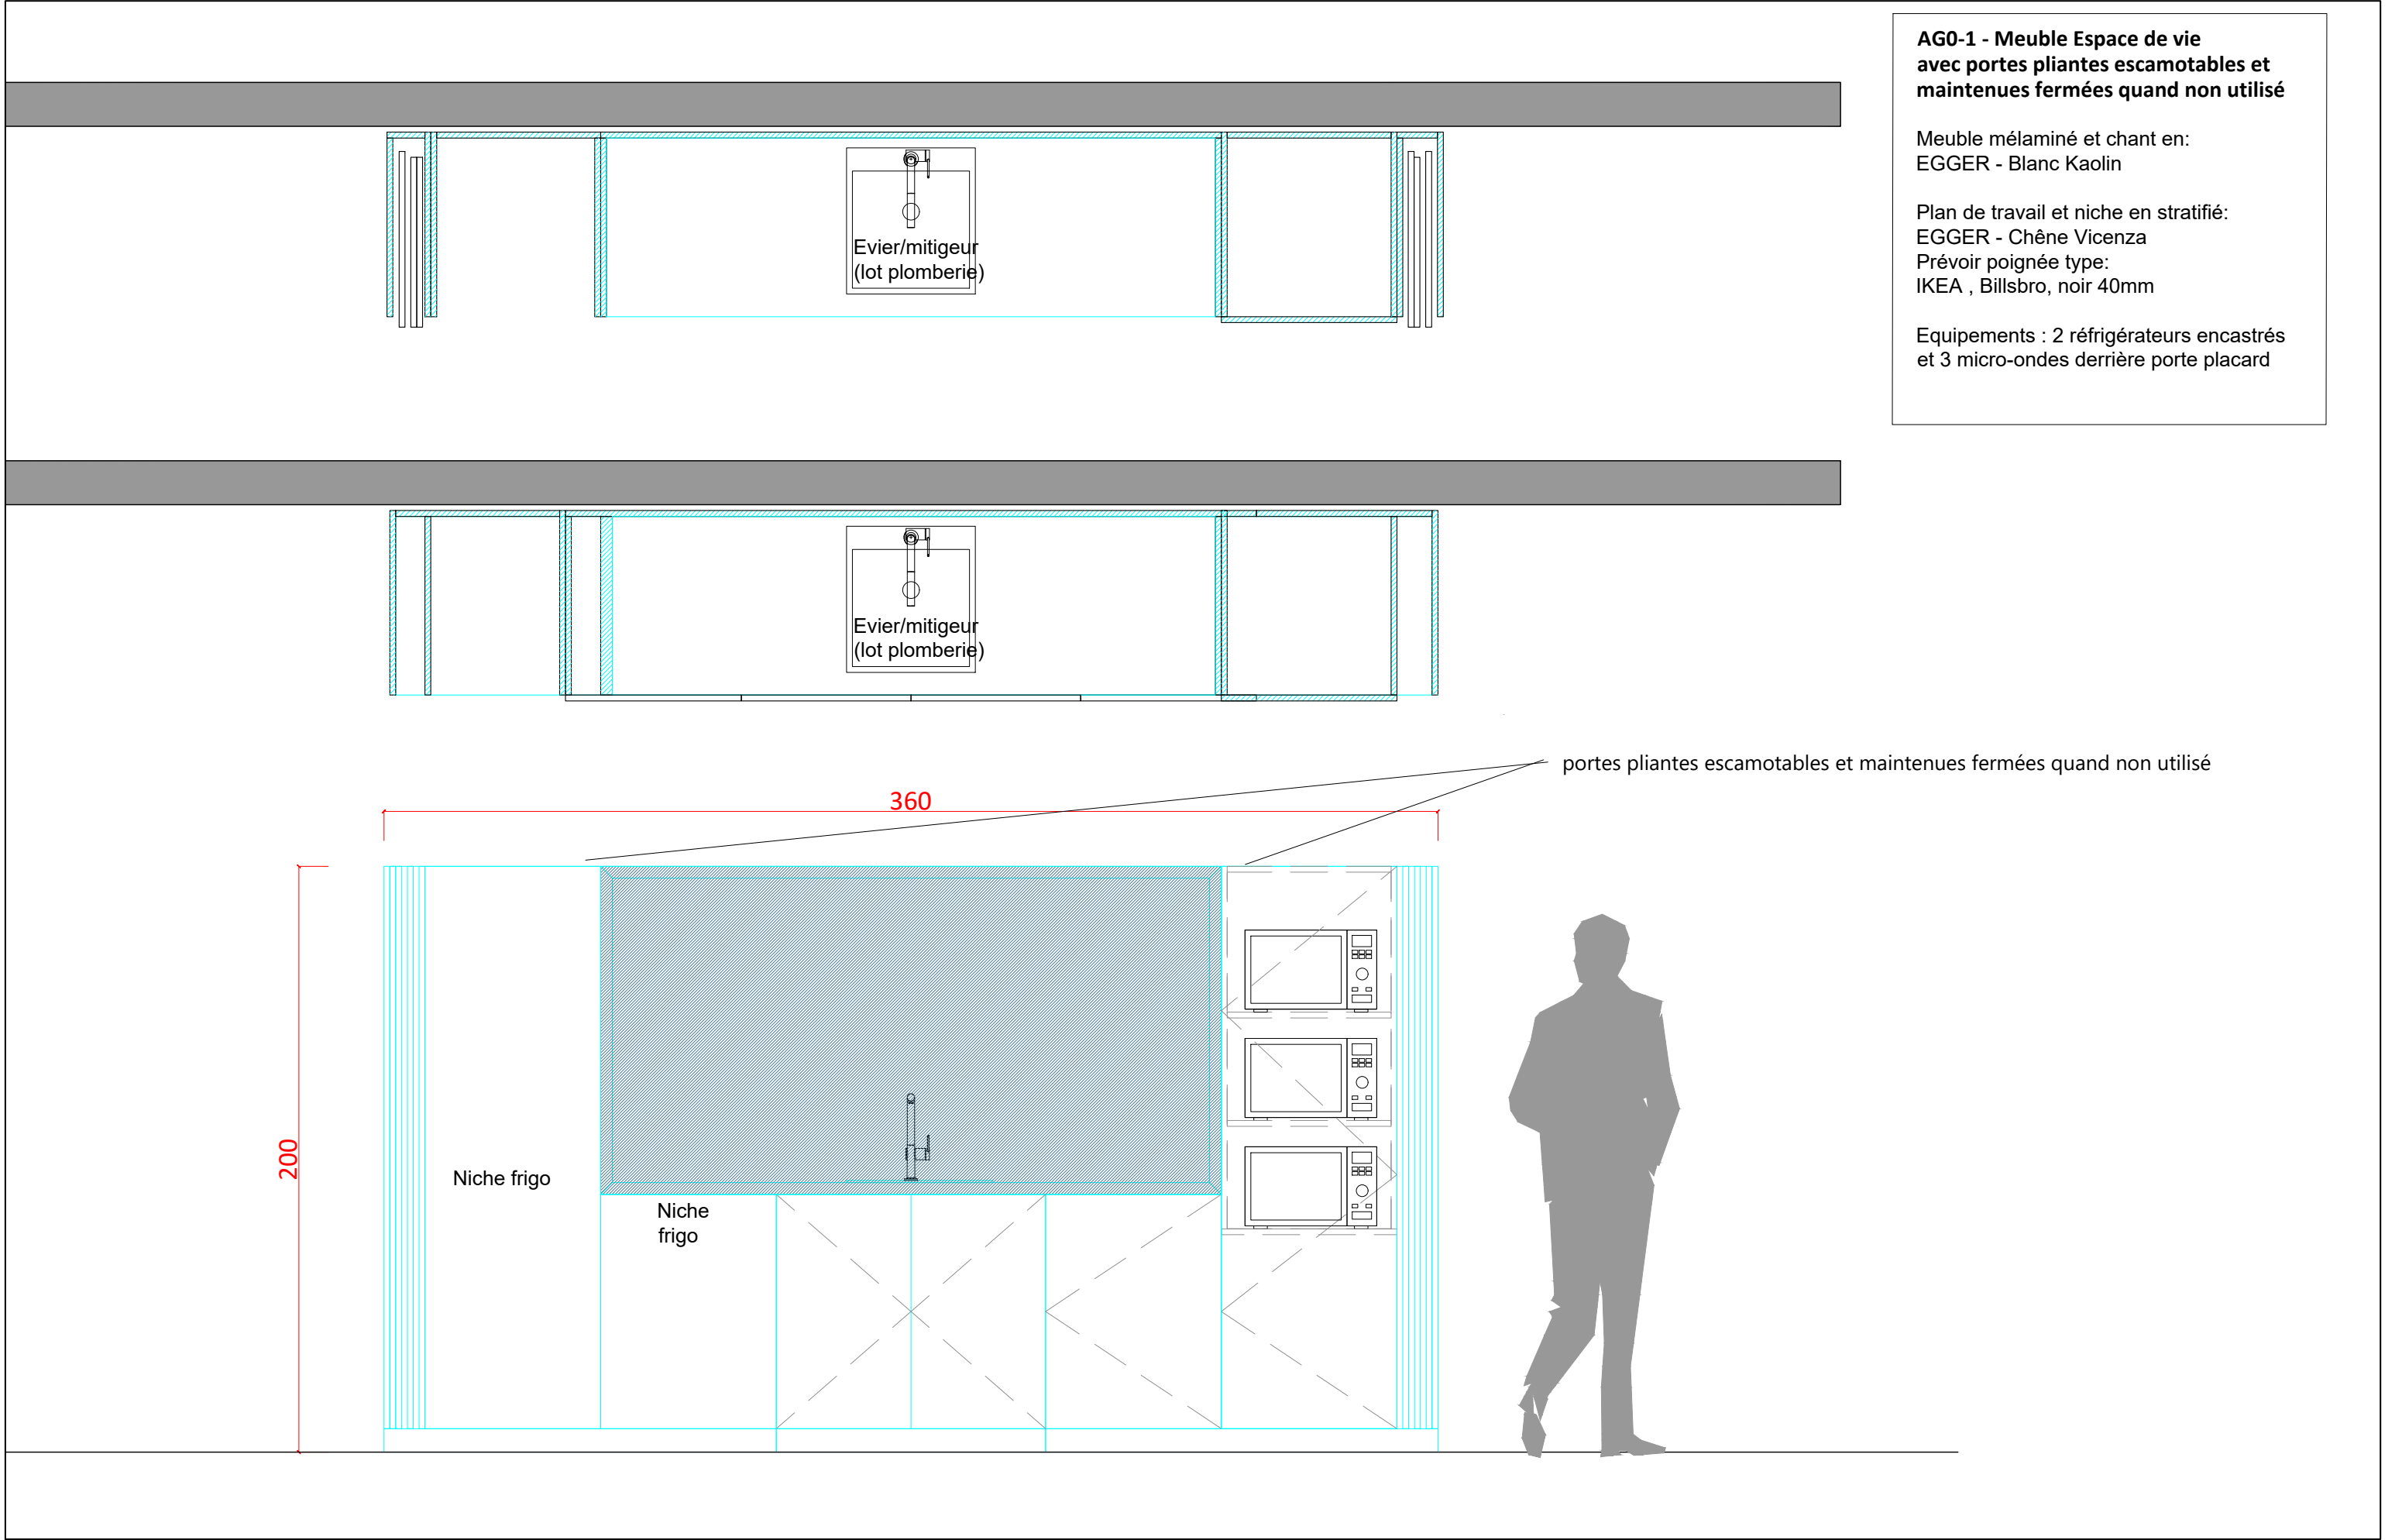 AG0-1 - Meuble Espace de vie
avec portes pliantes escamotables et
maintenues fermées quand non utilisé
Meuble mélaminé et chant en:
EGGER - Blanc Kaolin
Plan de travail et niche en stratifié:
EGGER - Chêne Vicenza
Prévoir poignée type:
IKEA , Billsbro, noir 40mm
Equipements : 2 réfrigérateurs encastrés
et 3 micro-ondes derrière porte placard
Evier/mitigeur
(lot plomberie)
Evier/mitigeur
(lot plomberie)
portes pliantes escamotables et maintenues fermées quand non utilisé
360
200
Niche frigo
Niche
frigo